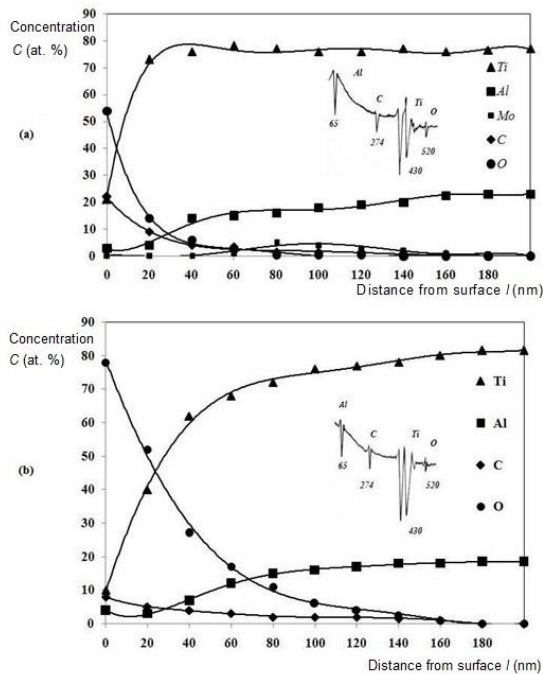 Concentration
C (at. %)
90
80
70
60
50
40
30
20
10
0
(a)
Al
C
Ti
O
65
274
430
520
Ti
Al
Mo
C
O
0 20 40 60 80 100 120 140 160 180
Distance from surface l (nm)
Concentration
C (at. %)
90
80
70
60
50
40
30
20
10
0
(b)
Al
C
Ti
O
65
274
430
520
Ti
Al
C
O
0 20 40 60 80 100 120 140 160 180
Distance from surface l (nm)